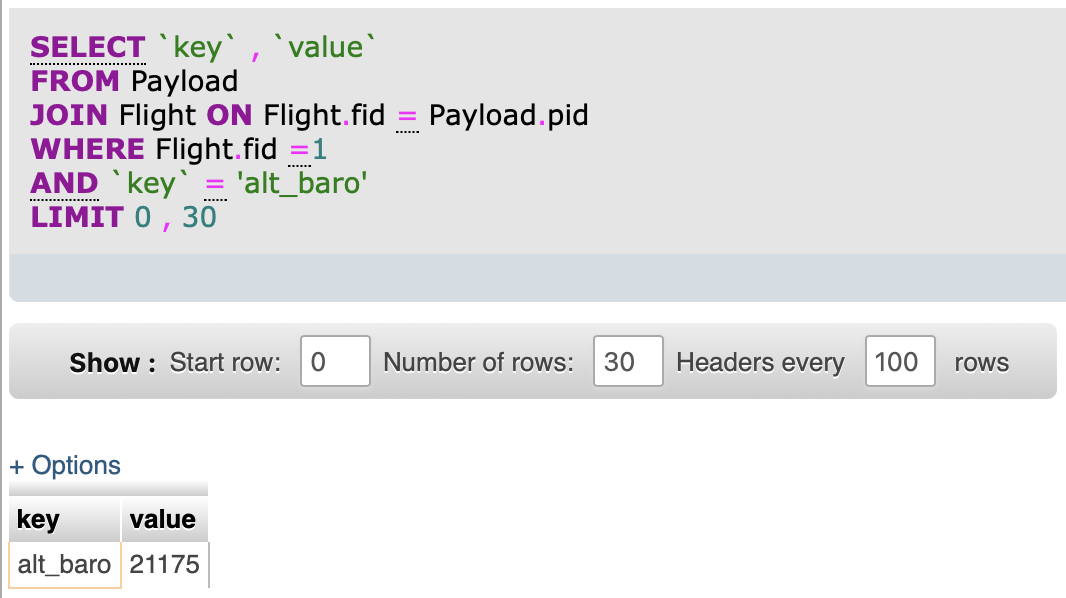 SELECT `key` , `value`
FROM Payload
JOIN Flight ON Flight.fid = Payload.pid
WHERE Flight.fid =1
AND `key` = 'alt_baro'
LIMIT 0 , 30
Show : Start row: 0 Number of rows: 30 Headers every 100 rows
+ Options
key value
alt_baro 21175